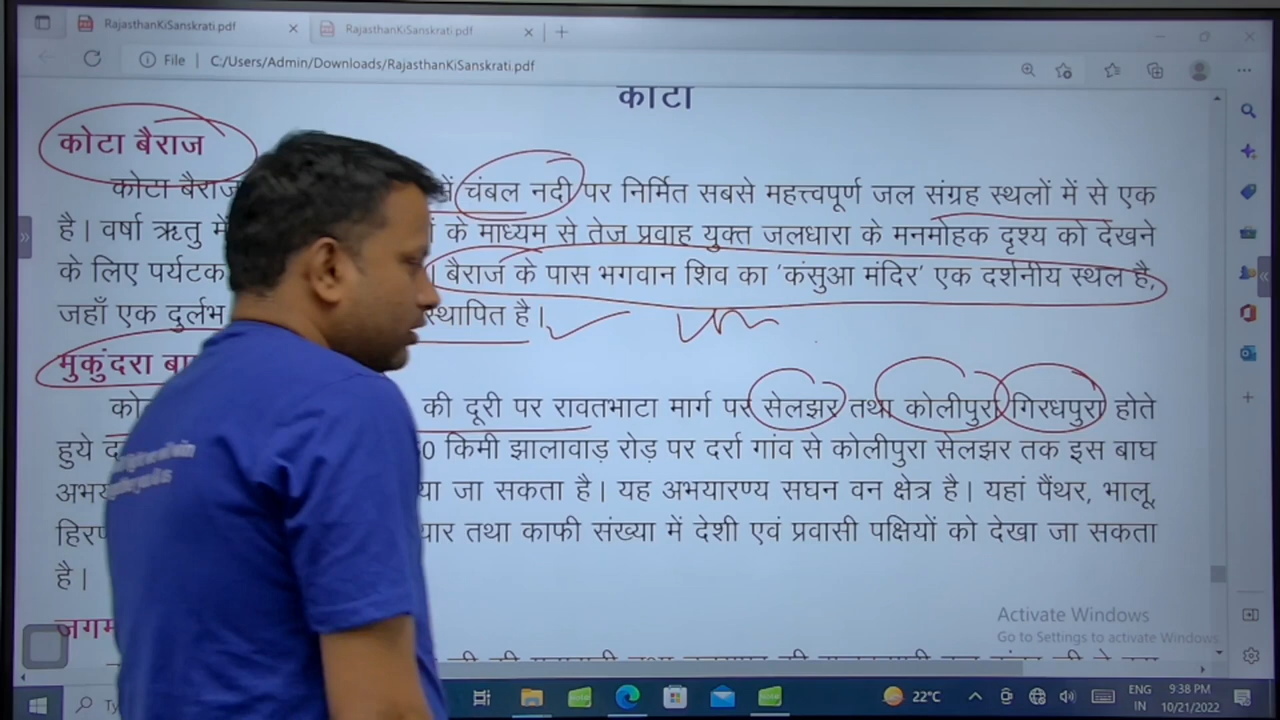 RajasthanKiSanskrati.pdf
RajasthanKiSanskrati.pdf
File C:/Users/Admin/Downloads/RajasthanKiSanskrati.pdf
कोटा
कोटा बैराज
कोटा बैराज में चंबल नदी पर निर्मित सबसे महत्त्वपूर्ण जल संग्रह स्थलों में से एक
है। वर्षा ऋतु में के माध्यम से तेज प्रवाह युक्त जलधारा के मनमोहक दृश्य को देखने
के लिए पर्यटक । बैराज के पास भगवान शिव का 'कंसुआ मंदिर' एक दर्शनीय स्थल है,
जहाँ एक दुर्लभ स्थापित है।
मुकुंदरा
की दूरी पर रावतभाटा मार्ग पर सेलझर तथा कोलीपुरा गिरधपुरा होते
हुये किमी झालावाड़ रोड़ पर दर्रा गांव से कोलीपुरा सेलझर तक इस बाघ
जा सकता है। यह अभयारण्य सघन वन क्षेत्र है। यहां पैंथर, भालू,
तथा काफी संख्या में देशी एवं प्रवासी पक्षियों को देखा जा सकता
है।
Activate Windows
Go to Settings to activate Windows
22°C
ENG
IN
9:38 PM
10/21/2022